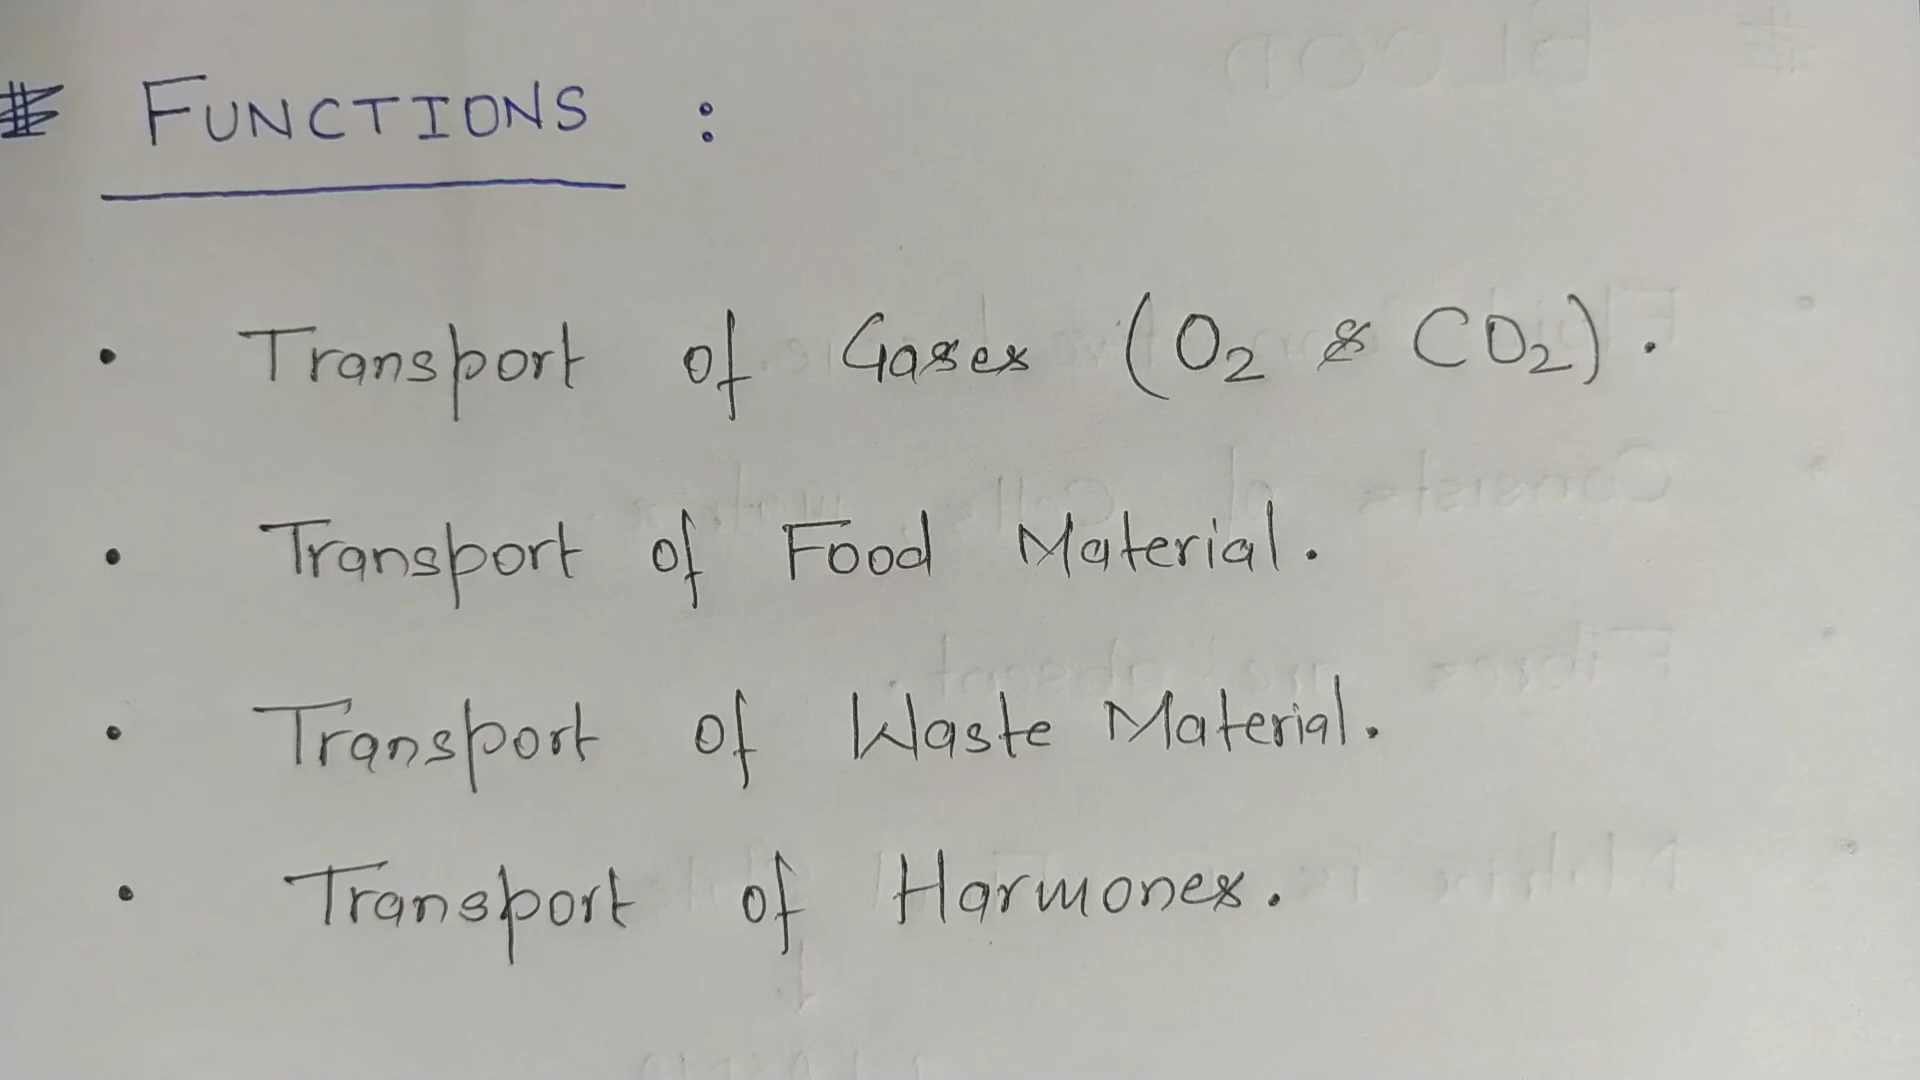 # FUNCTIONS :
• Transport of Gases (O₂ & CO₂).
• Transport of Food Material.
• Transport of Waste Material.
• Transport of Harmones.